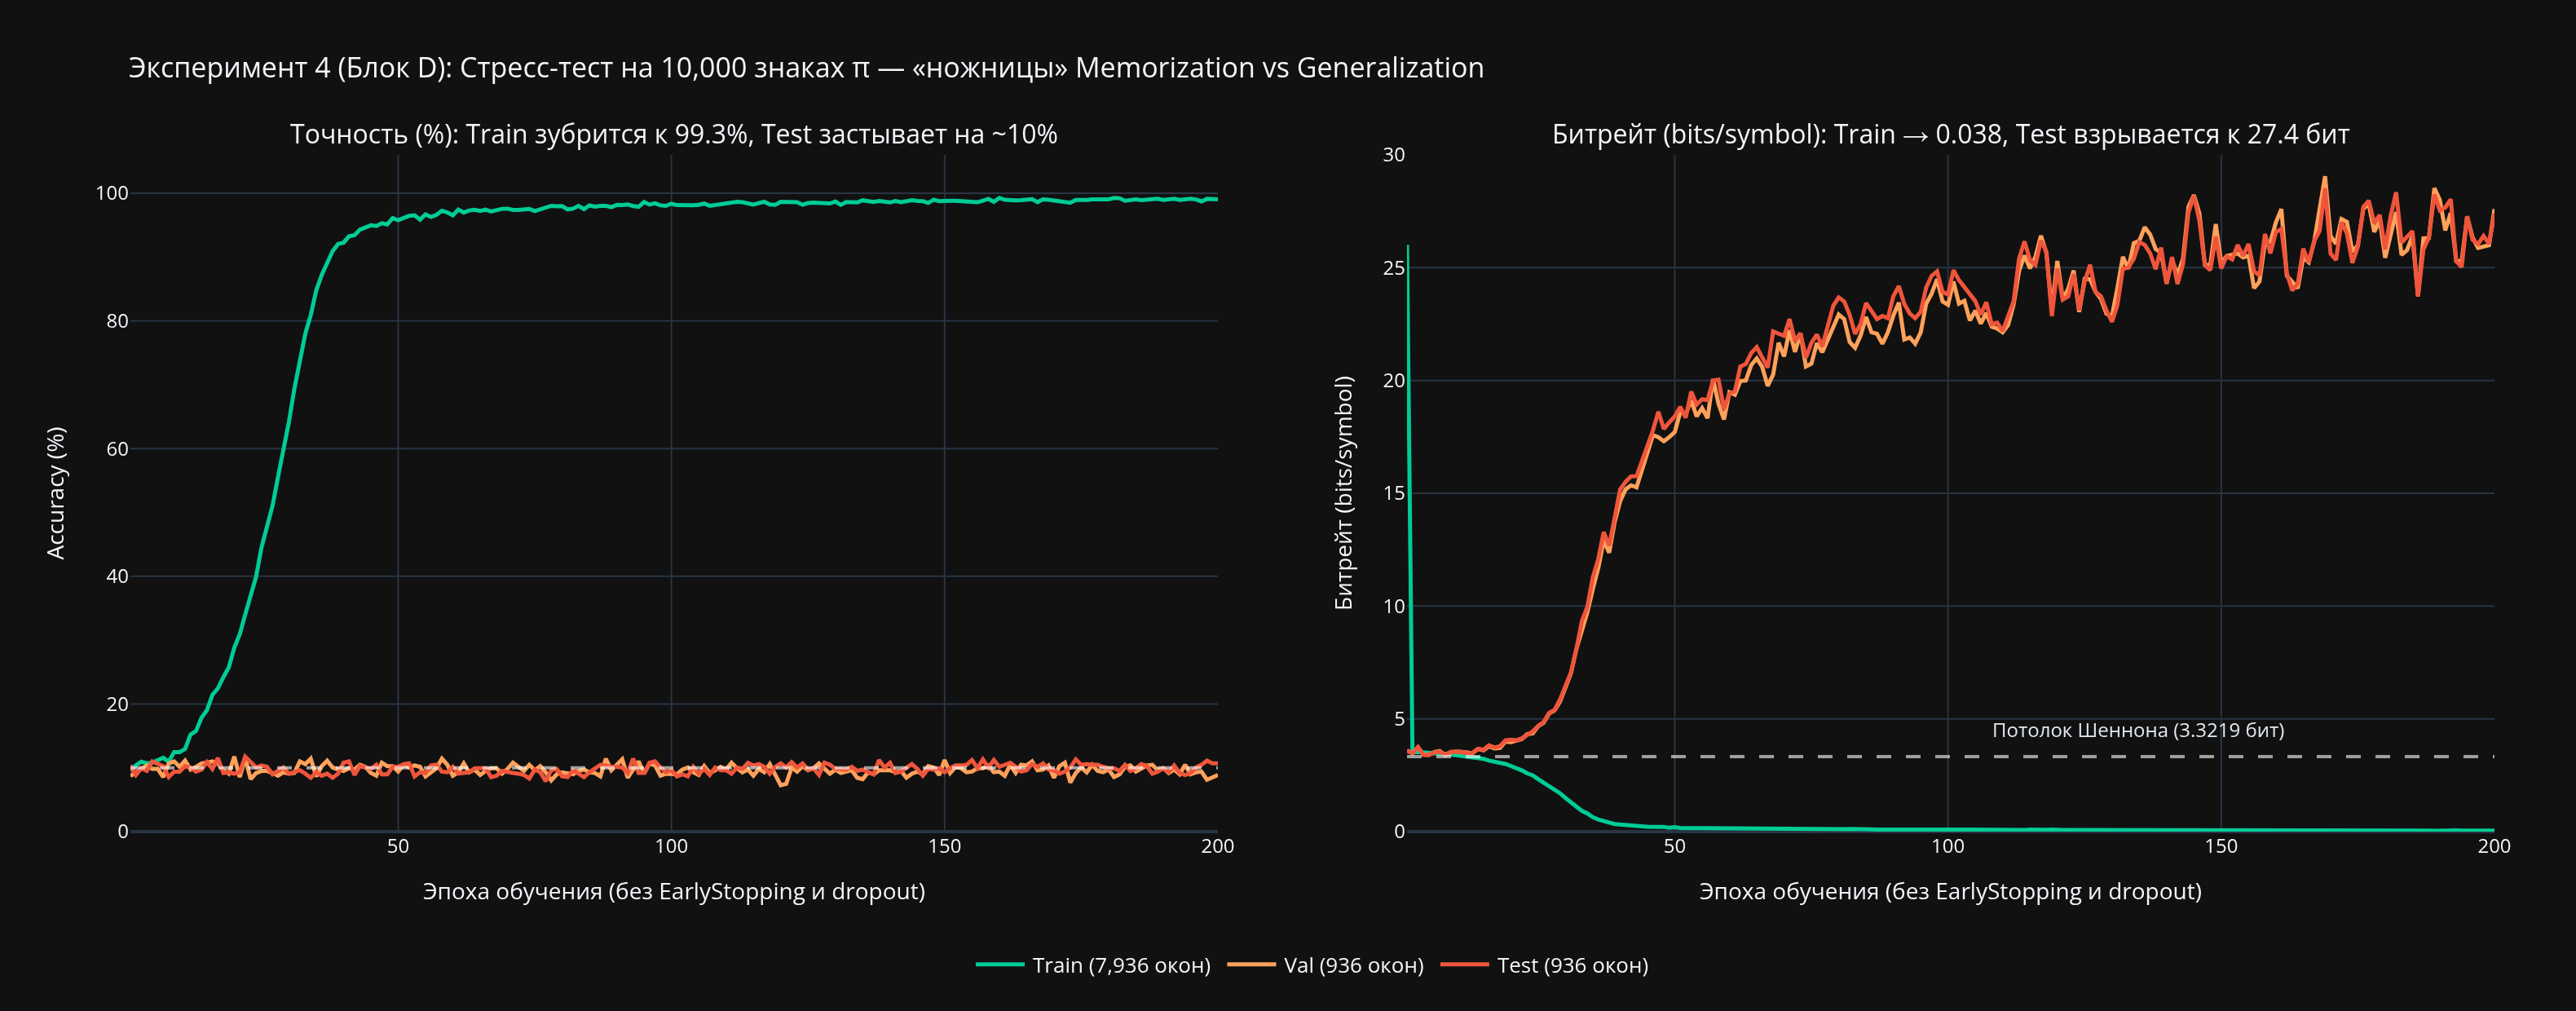 Эксперимент 4 (Блок D): Стресс-тест на 10,000 знаках π — «ножницы» Memorization vs Generalization
Точность (%): Train зубрится к 99.3%, Test застывает на ~10%
Accuracy (%)
100
80
60
40
20
0
50
100
150
200
Эпоха обучения (без EarlyStopping и dropout)
Битрейт (bits/symbol): Train → 0.038, Test взрывается к 27.4 бит
Битрейт (bits/symbol)
30
25
20
15
10
5
0
Потолок Шеннона (3.3219 бит)
50
100
150
200
Эпоха обучения (без EarlyStopping и dropout)
Train (7,936 окон)
Val (936 окон)
Test (936 окон)